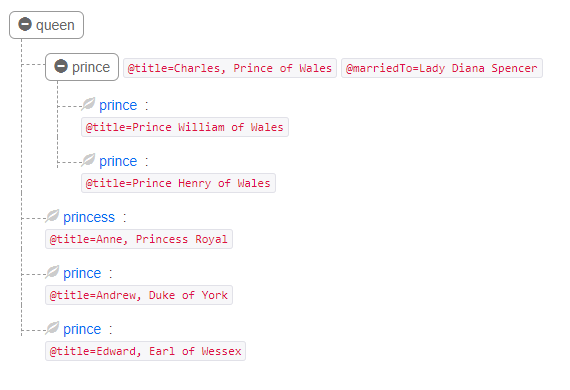 queen
prince @title=Charles, Prince of Wales @marriedTo=Lady Diana Spencer
prince :
@title=Prince William of Wales
prince :
@title=Prince Henry of Wales
princess :
@title=Anne, Princess Royal
prince :
@title=Andrew, Duke of York
prince :
@title=Edward, Earl of Wessex